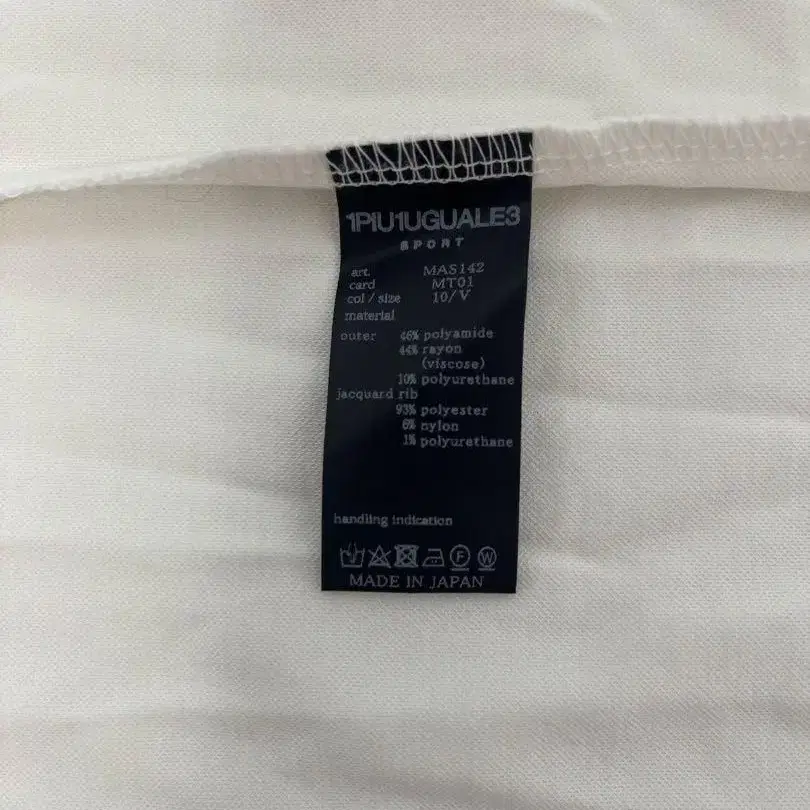 1PIU1UGUALE3
SPORT
art. MAS142
card MT01
col / size 10/V
material
outer 46% polyamide
44% rayon
(viscose)
10% polyurethane
jacquard rib
93% polyester
6% nylon
1% polyurethane
handling indication
F W
MADE IN JAPAN